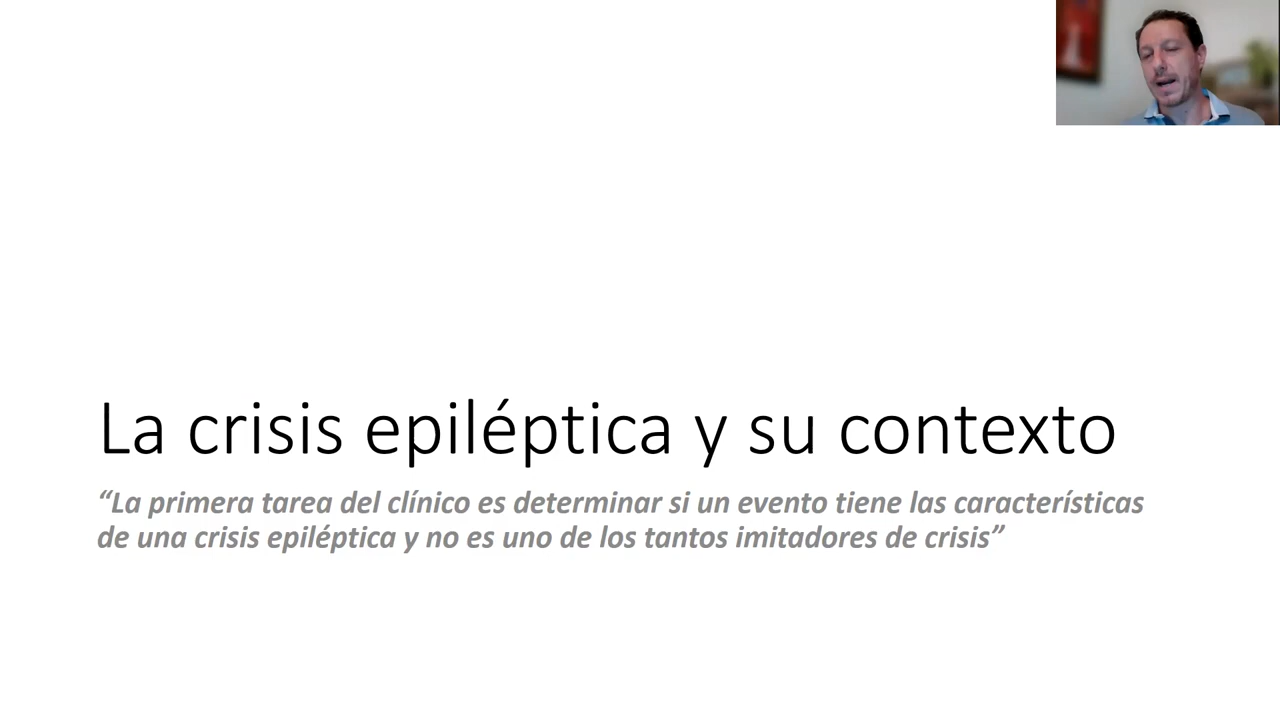 La crisis epiléptica y su contexto
“La primera tarea del clínico es determinar si un evento tiene las características
de una crisis epiléptica y no es uno de los tantos imitadores de crisis”